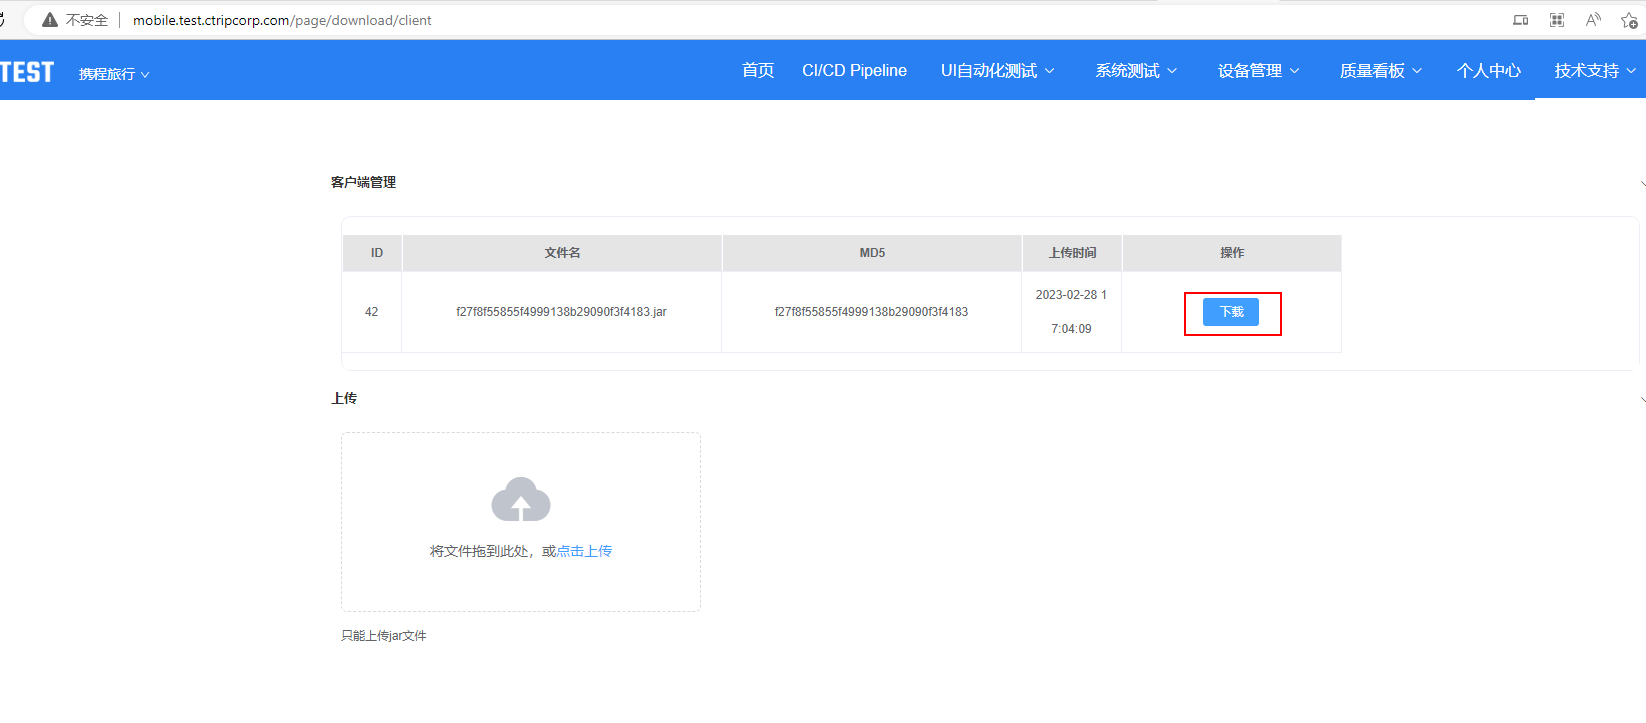 不安全 mobile.test.ctripcorp.com/page/download/client
TEST 携程旅行 首页 CI/CD Pipeline UI自动化测试 系统测试 设备管理 质量看板 个人中心 技术支持
客户端管理
ID 文件名 MD5 上传时间 操作
42 f27f8f55855f4999138b29090f3f4183.jar f27f8f55855f4999138b29090f3f4183 2023-02-28 1
7:04:09 下载
上传
将文件拖到此处，或点击上传
只能上传jar文件